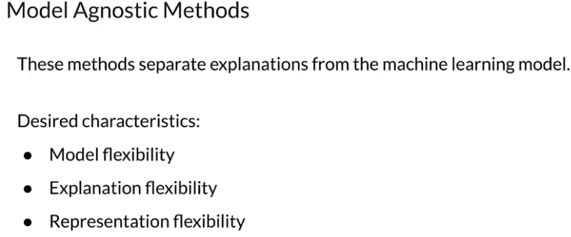 Model Agnostic Methods
These methods separate explanations from the machine learning model.
Desired characteristics:
● Model flexibility
● Explanation flexibility
● Representation flexibility